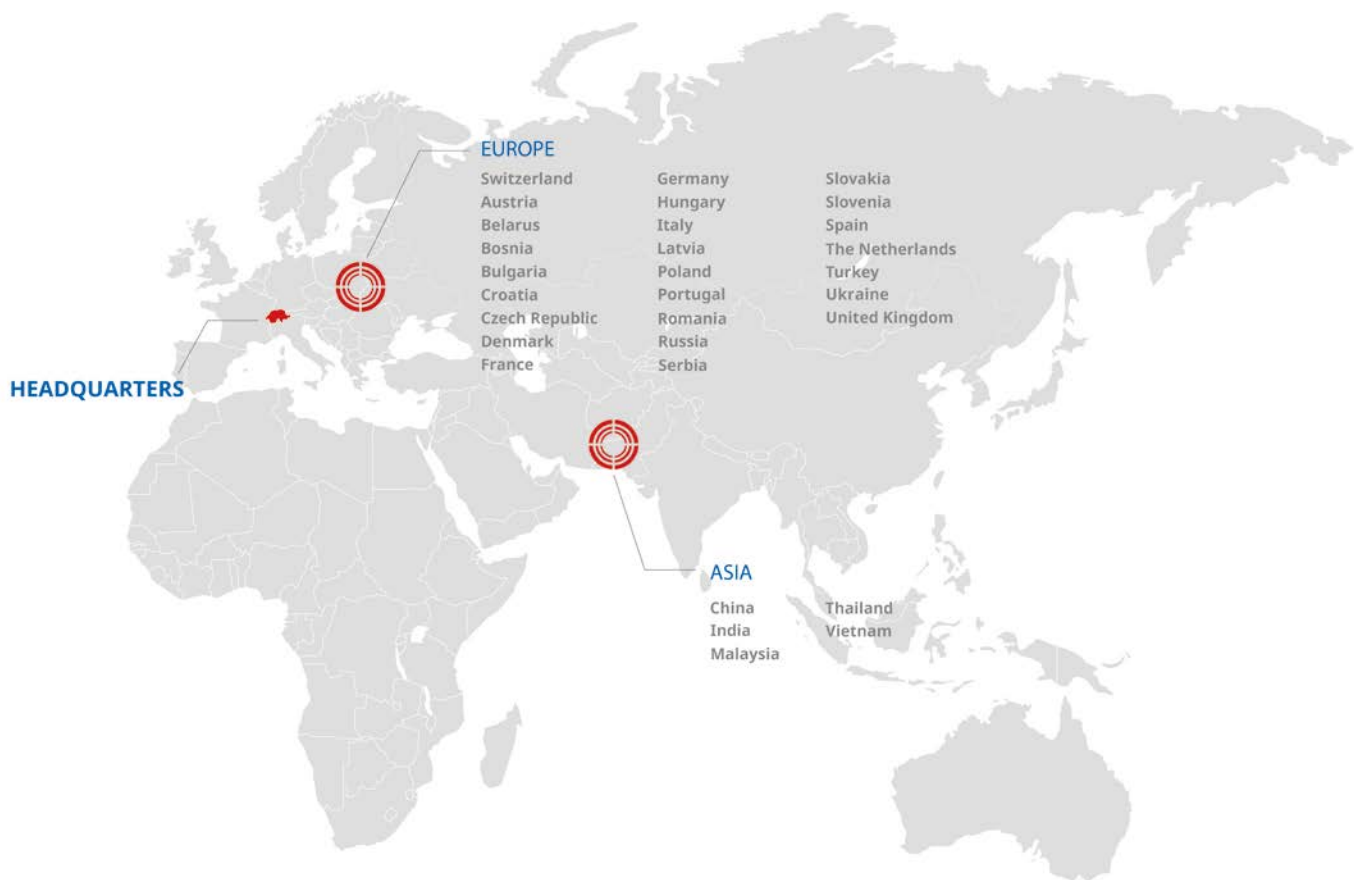 EUROPE
Switzerland
Austria
Belarus
Bosnia
Bulgaria
Croatia
Czech Republic
Denmark
France
Germany
Hungary
Italy
Latvia
Poland
Portugal
Romania
Russia
Serbia
Slovakia
Slovenia
Spain
The Netherlands
Turkey
Ukraine
United Kingdom
HEADQUARTERS
ASIA
China
India
Malaysia
Thailand
Vietnam